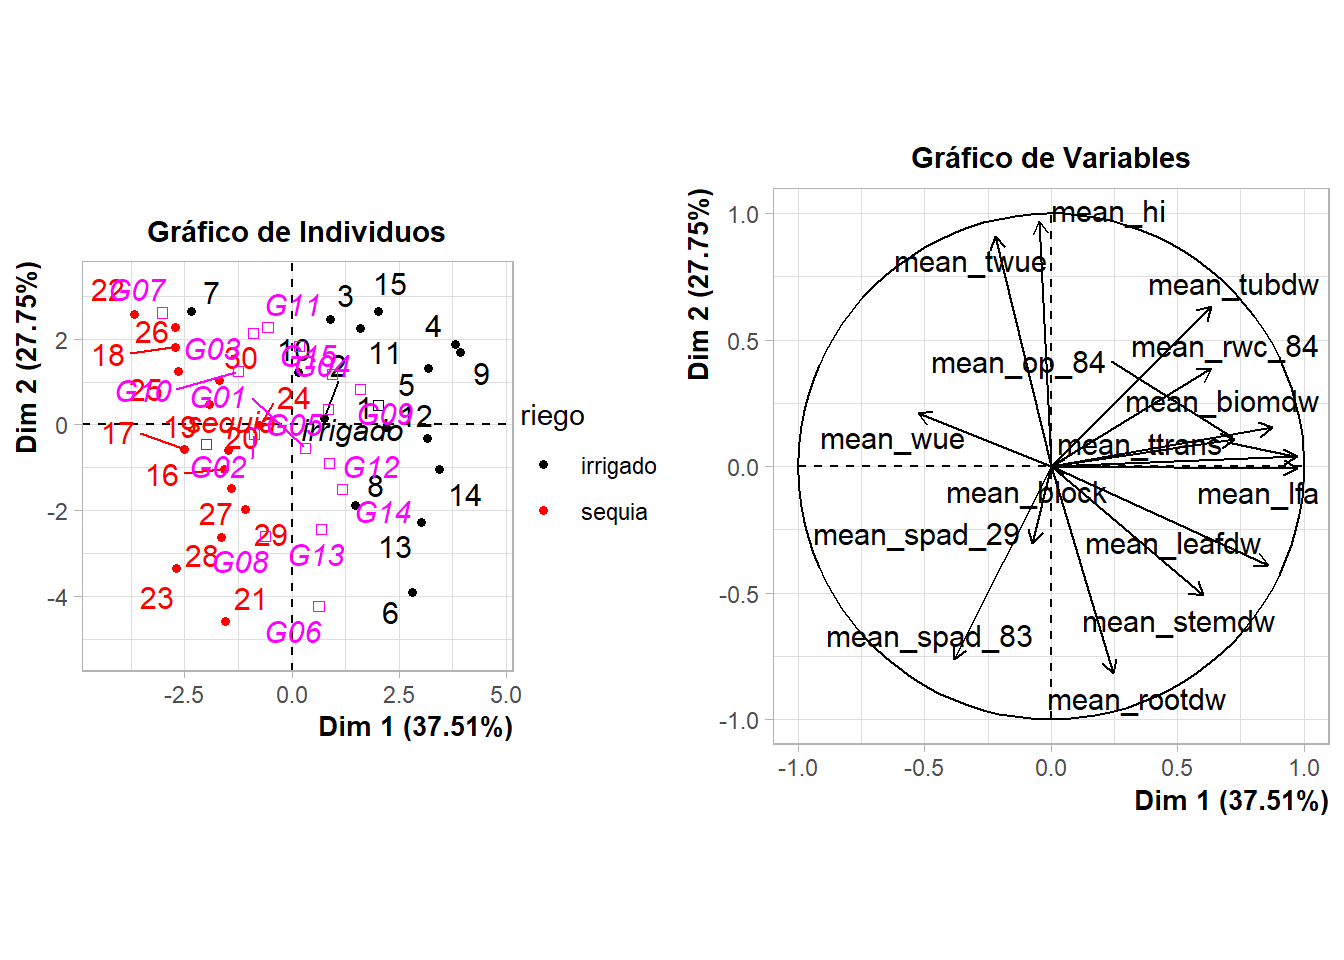 Gráfico de Individuos
Dim 2 (27.75%)
2
0
-2
-4
22
G07
7
G11
3
15
26
4
18
G03
30
10
G15
G04
2
11
9
25
G10
G01
24
5
19
sequia
G05
1
G09
12
17
20
irrigado
16
G02
G12
8
14
27
G14
29
28
G08
G13
13
23
21
6
G06
-2.5
0.0
2.5
5.0
Dim 1 (37.51%)
riego
irrigado
sequia
Gráfico de Variables
Dim 2 (27.75%)
1.0
0.5
0.0
-0.5
-1.0
mean_hi
mean_twue
mean_tubdw
mean_op_84
mean_rwc_84
mean_biomdw
mean_wue
mean_ttrans
mean_block
mean_lfa
mean_spad_29
mean_leafdw
mean_spad_83
mean_stemdw
mean_rootdw
-1.0
-0.5
0.0
0.5
1.0
Dim 1 (37.51%)